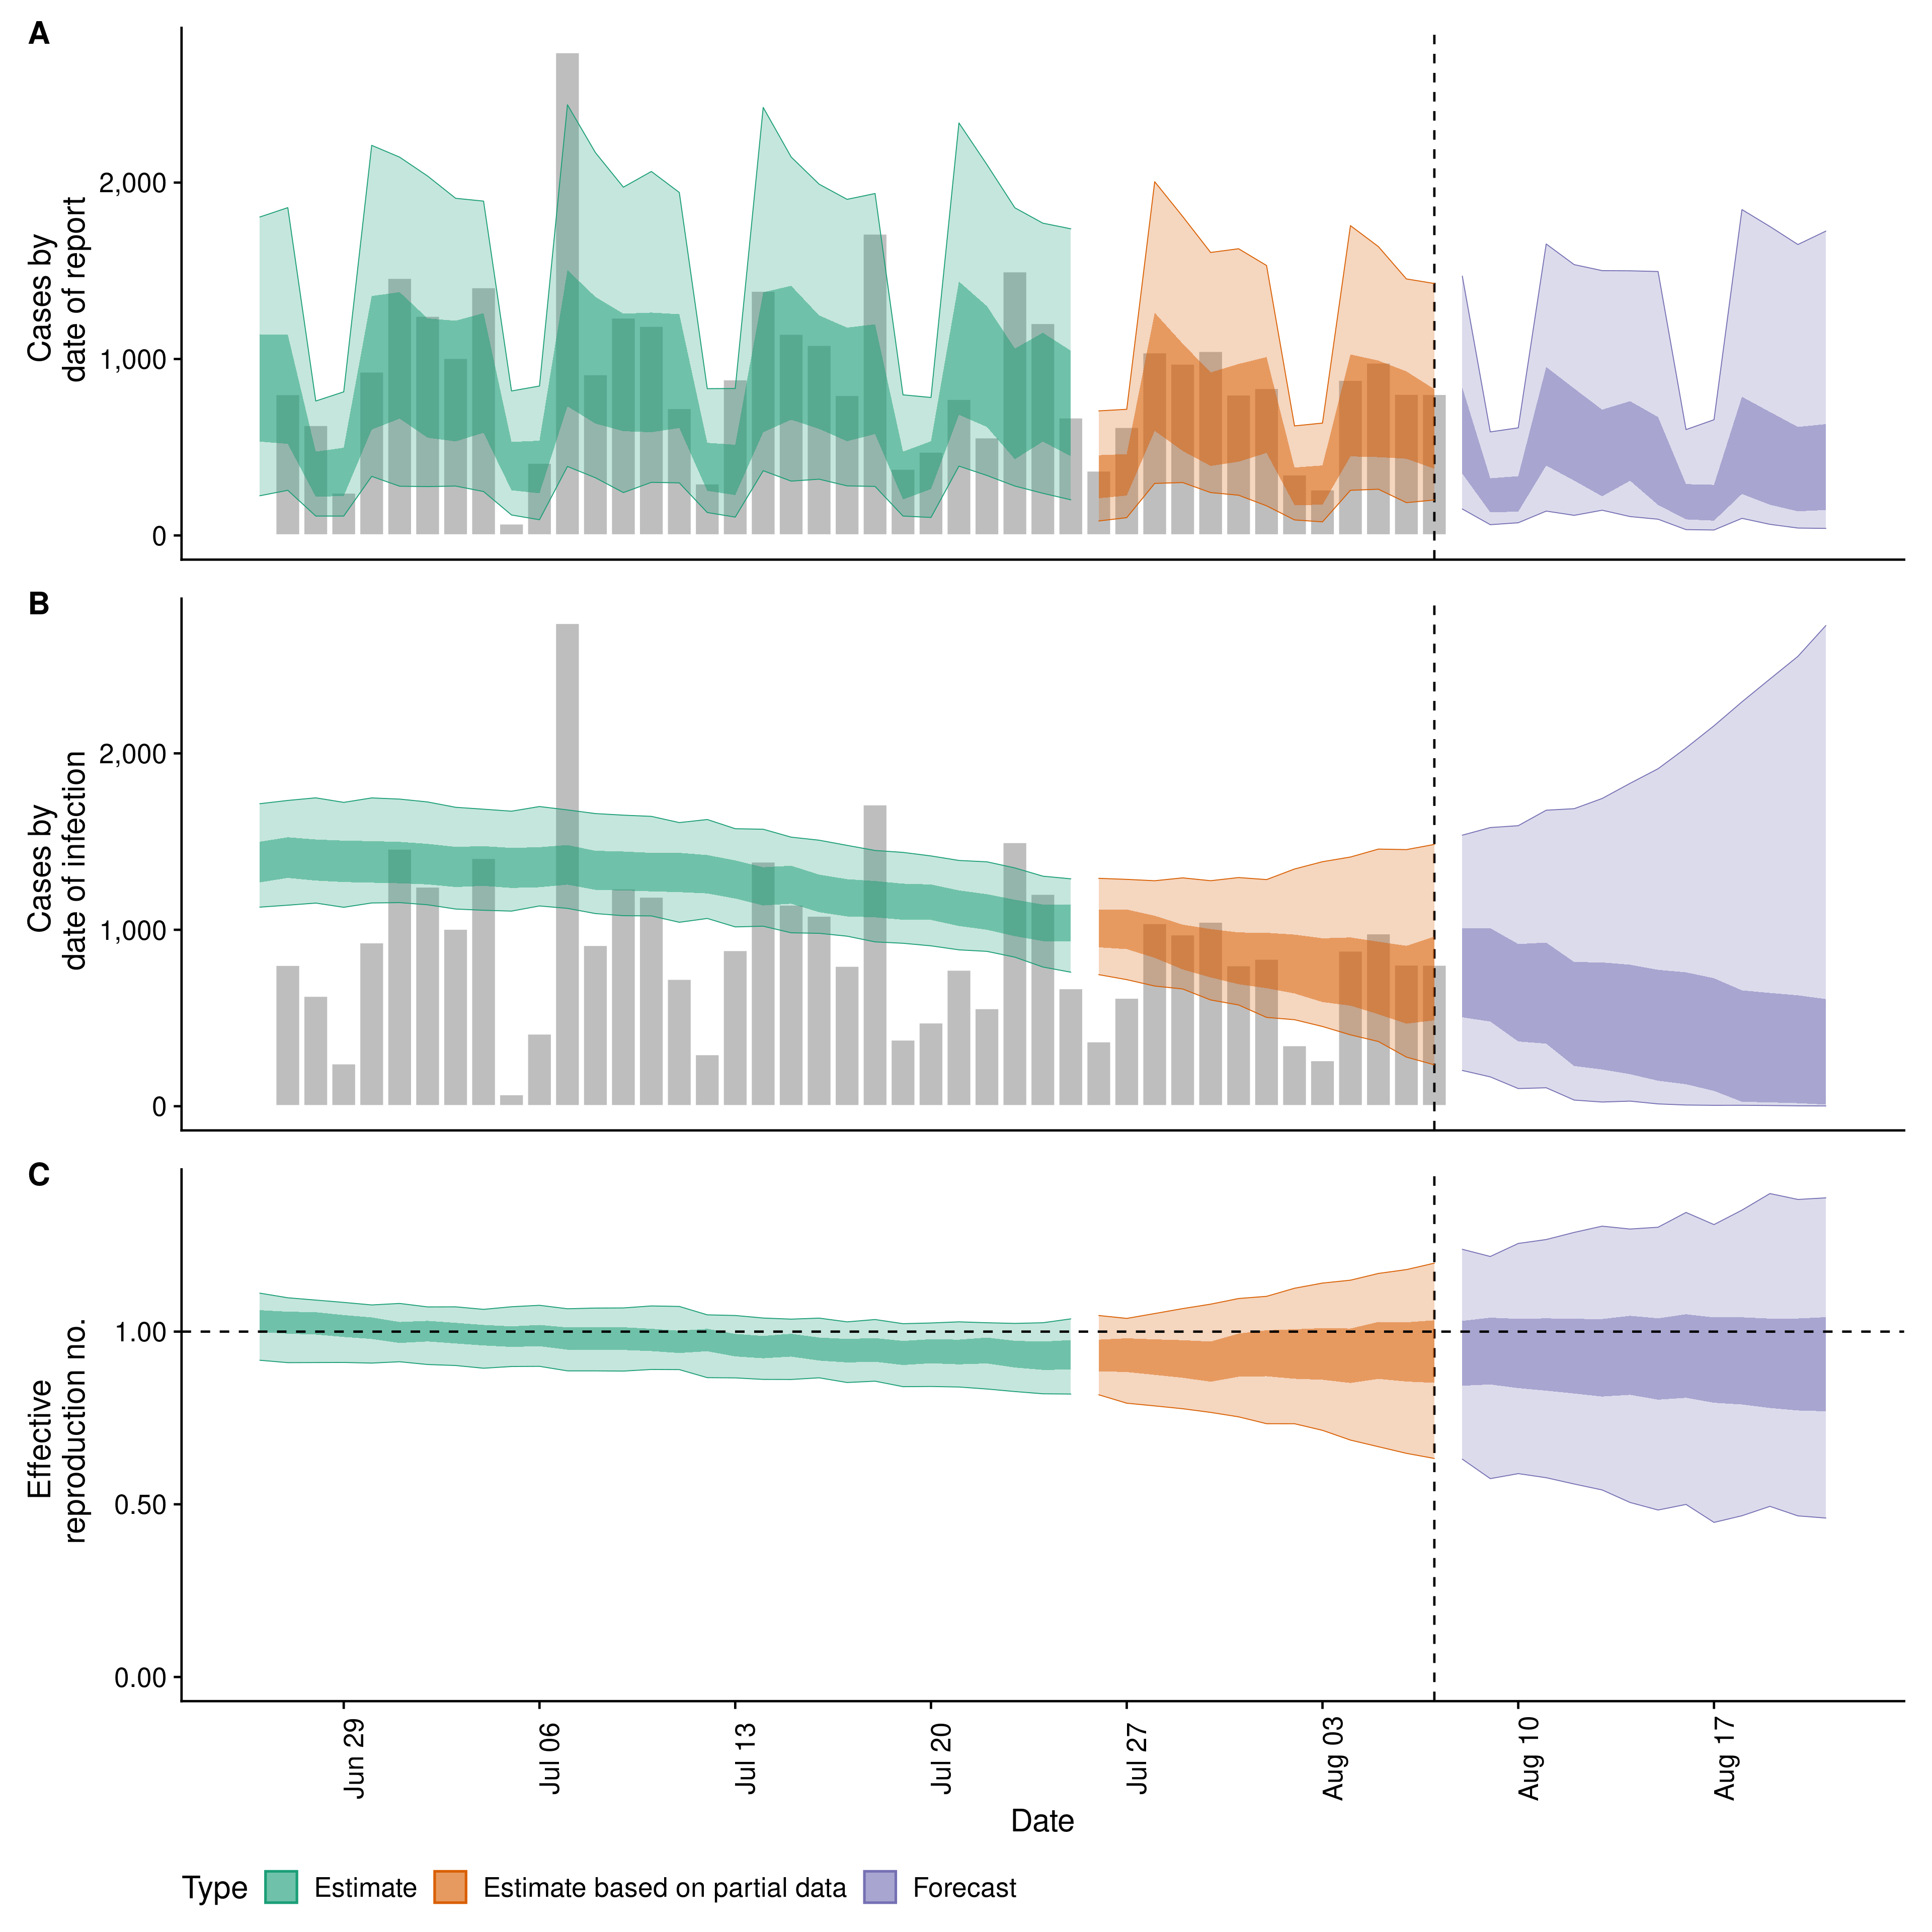 A
Cases by
date of report
2,000
1,000
0
B
Cases by
date of infection
2,000
1,000
0
C
Effective
reproduction no.
1.00
0.50
0.00
Jun 29
Jul 06
Jul 13
Jul 20
Jul 27
Aug 03
Aug 10
Aug 17
Date
Type Estimate Estimate based on partial data Forecast